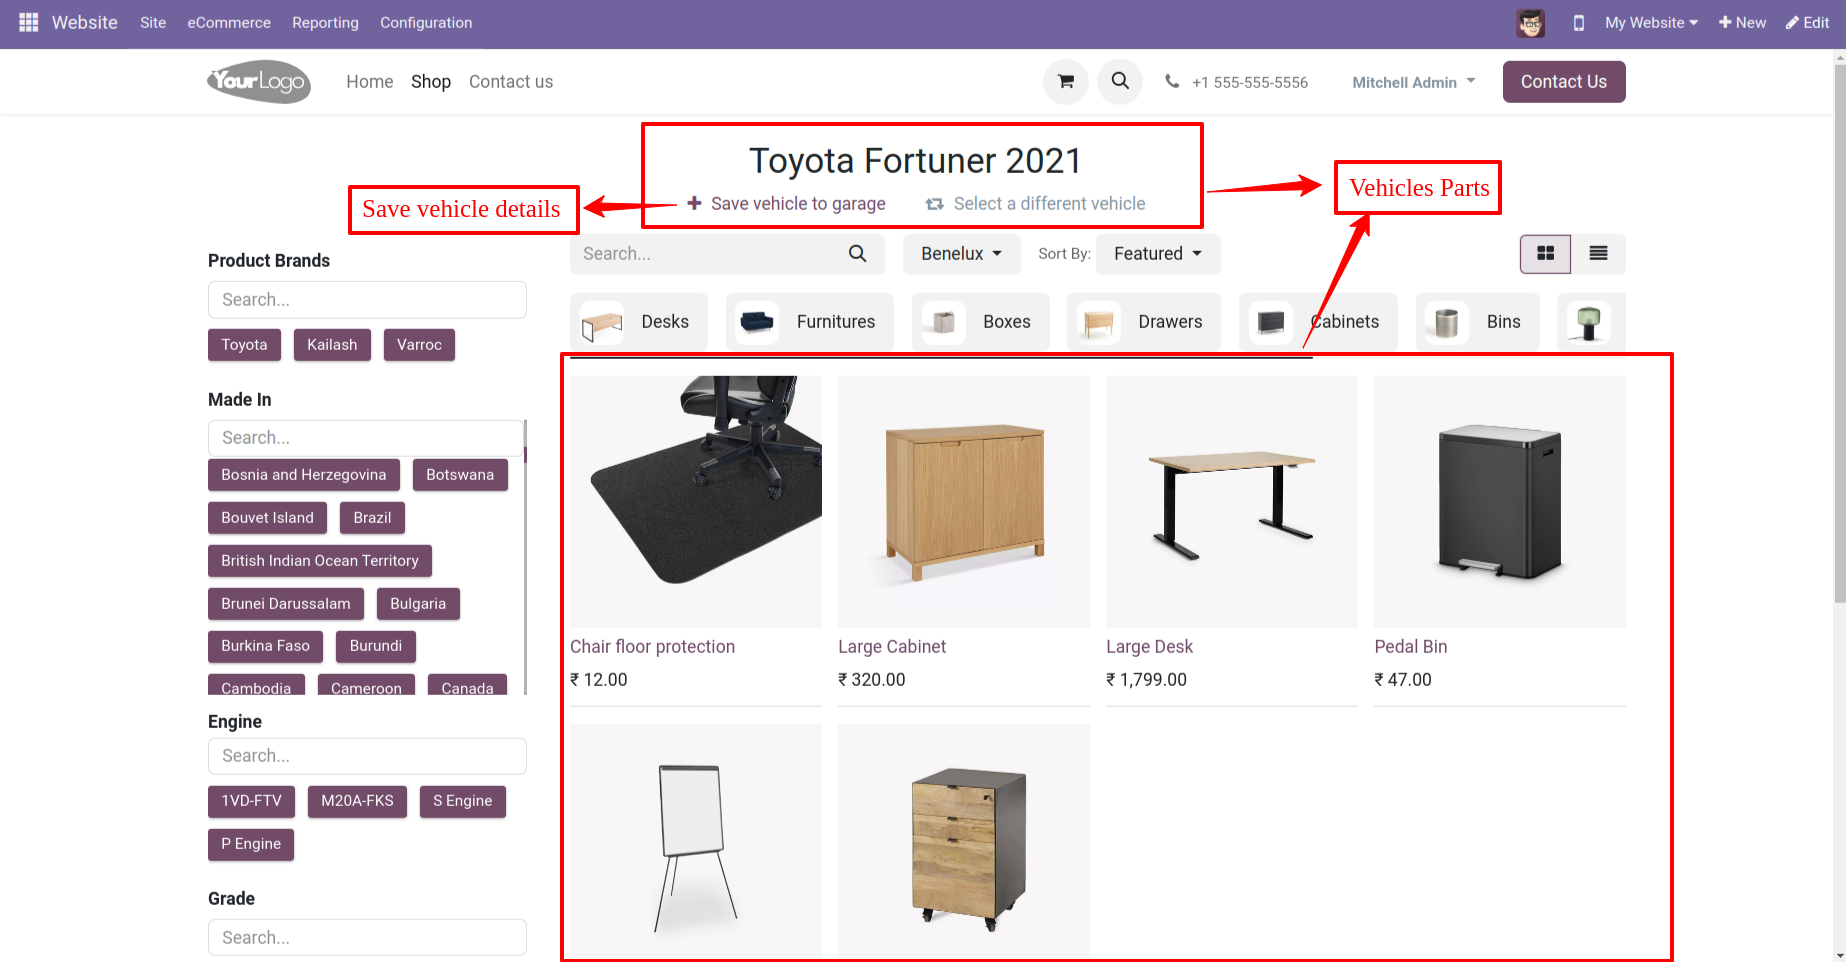 Website Site eCommerce Reporting Configuration My Website New Edit
YourLogo Home Shop Contact us +1 555-555-5556 Mitchell Admin Contact Us
Toyota Fortuner 2021
Save vehicle to garage Select a different vehicle
Save vehicle details
Vehicles Parts
Search... Benelux Sort By: Featured
Desks Furnitures Boxes Drawers Cabinets Bins
Product Brands
Search...
Toyota Kailash Varroc
Made In
Search...
Bosnia and Herzegovina Botswana
Bouvet Island Brazil
British Indian Ocean Territory
Brunei Darussalam Bulgaria
Burkina Faso Burundi
Cambodia Cameroon Canada
Engine
Search...
1VD-FTV M20A-FKS S Engine
P Engine
Grade
Search...
Chair floor protection Large Cabinet Large Desk Pedal Bin
₹ 12.00 ₹ 320.00 ₹ 1,799.00 ₹ 47.00